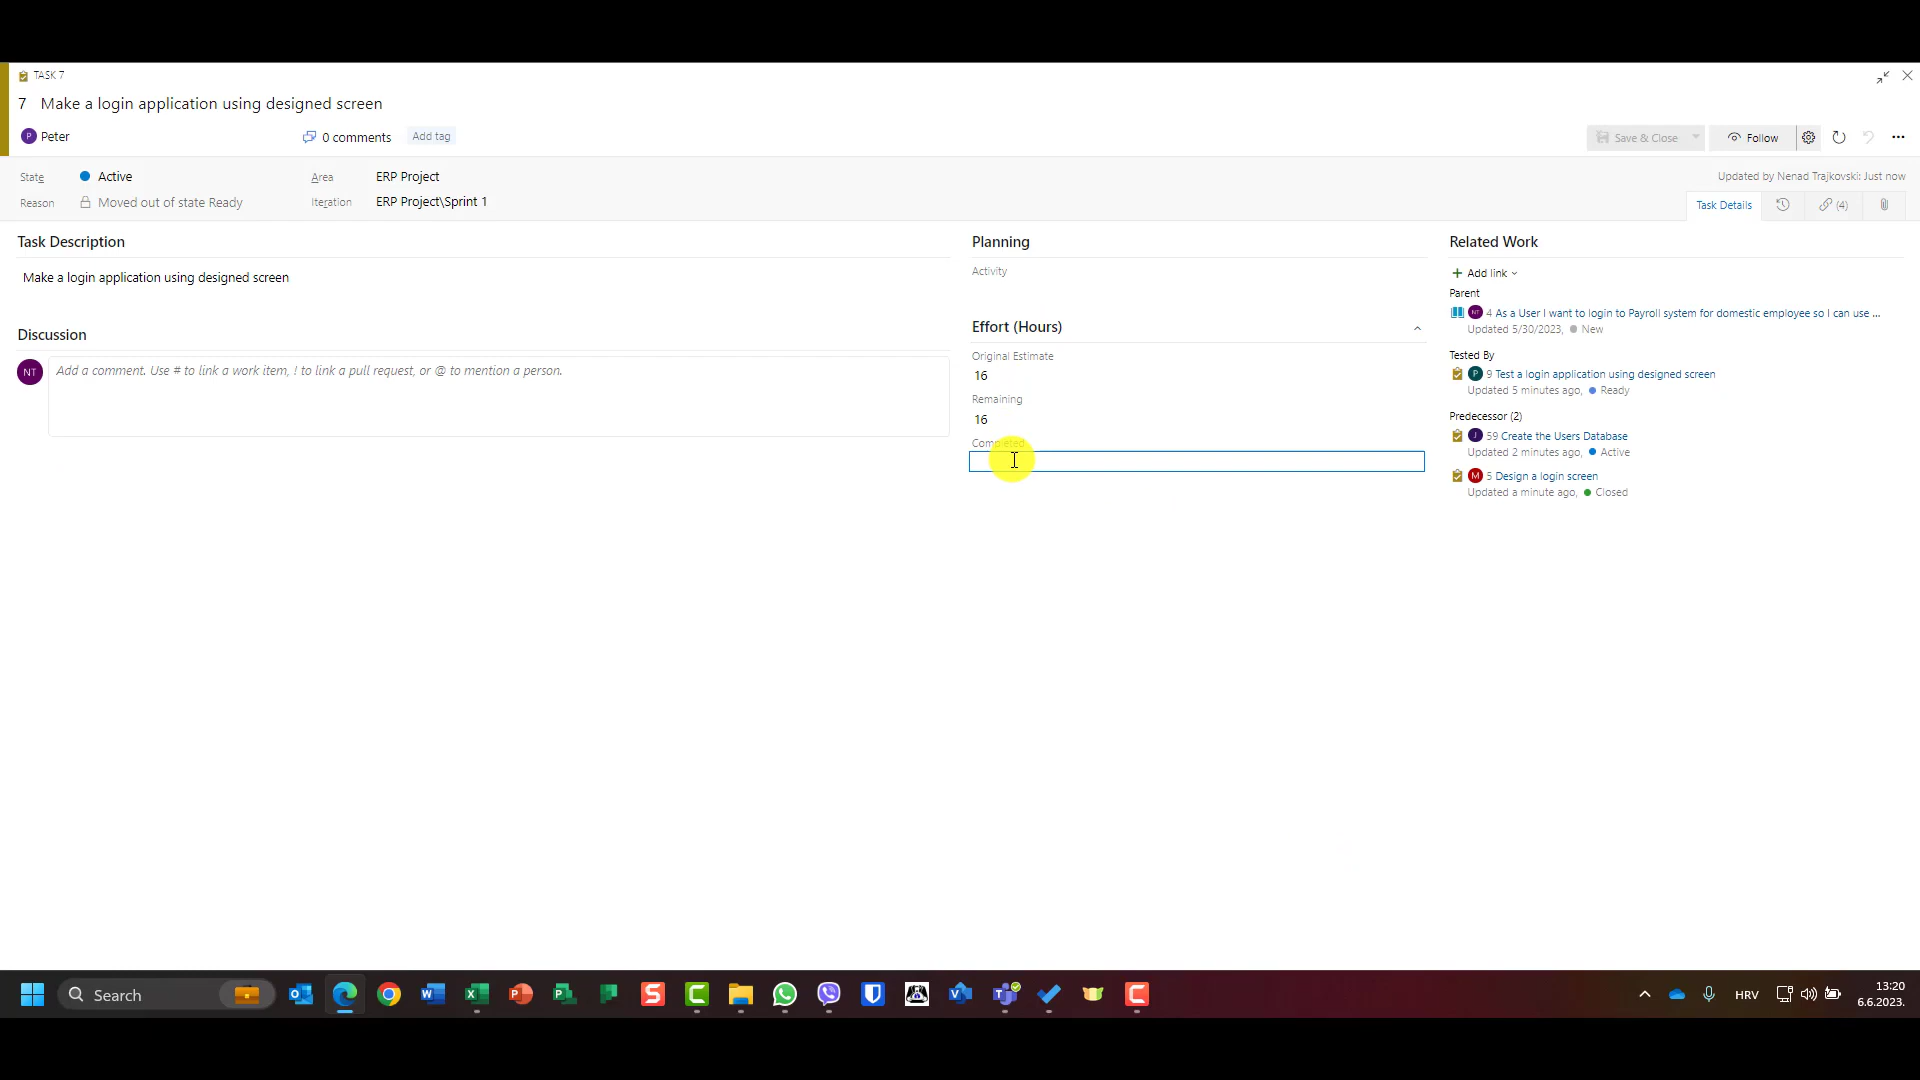 TASK 7
7 Make a login application using designed screen
P Peter
0 comments
Add tag
Save & Close
Follow
State
Active
Area
ERP Project
Updated by Nenad Trajkovski: Just now
Reason
Moved out of state Ready
Iteration
ERP Project\Sprint 1
Task Details
(4)
Task Description
Make a login application using designed screen
Discussion
NT
Add a comment. Use # to link a work item, ! to link a pull request, or @ to mention a person.
Planning
Activity
Effort (Hours)
Original Estimate
16
Remaining
16
Completed
Related Work
+ Add link
Parent
NT 4 As a User I want to login to Payroll system for domestic employee so I can use ...
Updated 5/30/2023, New
Tested By
P 9 Test a login application using designed screen
Updated 5 minutes ago, Ready
Predecessor (2)
J 59 Create the Users Database
Updated 2 minutes ago, Active
M 5 Design a login screen
Updated a minute ago, Closed
Search
HRV
13:20
6.6.2023.